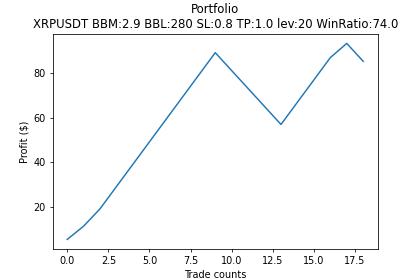 Portfolio
XRPUSDT BBM:2.9 BBL:280 SL:0.8 TP:1.0 lev:20 WinRatio:74.0
80
60
40
20
Profit ($)
0.0 2.5 5.0 7.5 10.0 12.5 15.0 17.5
Trade counts